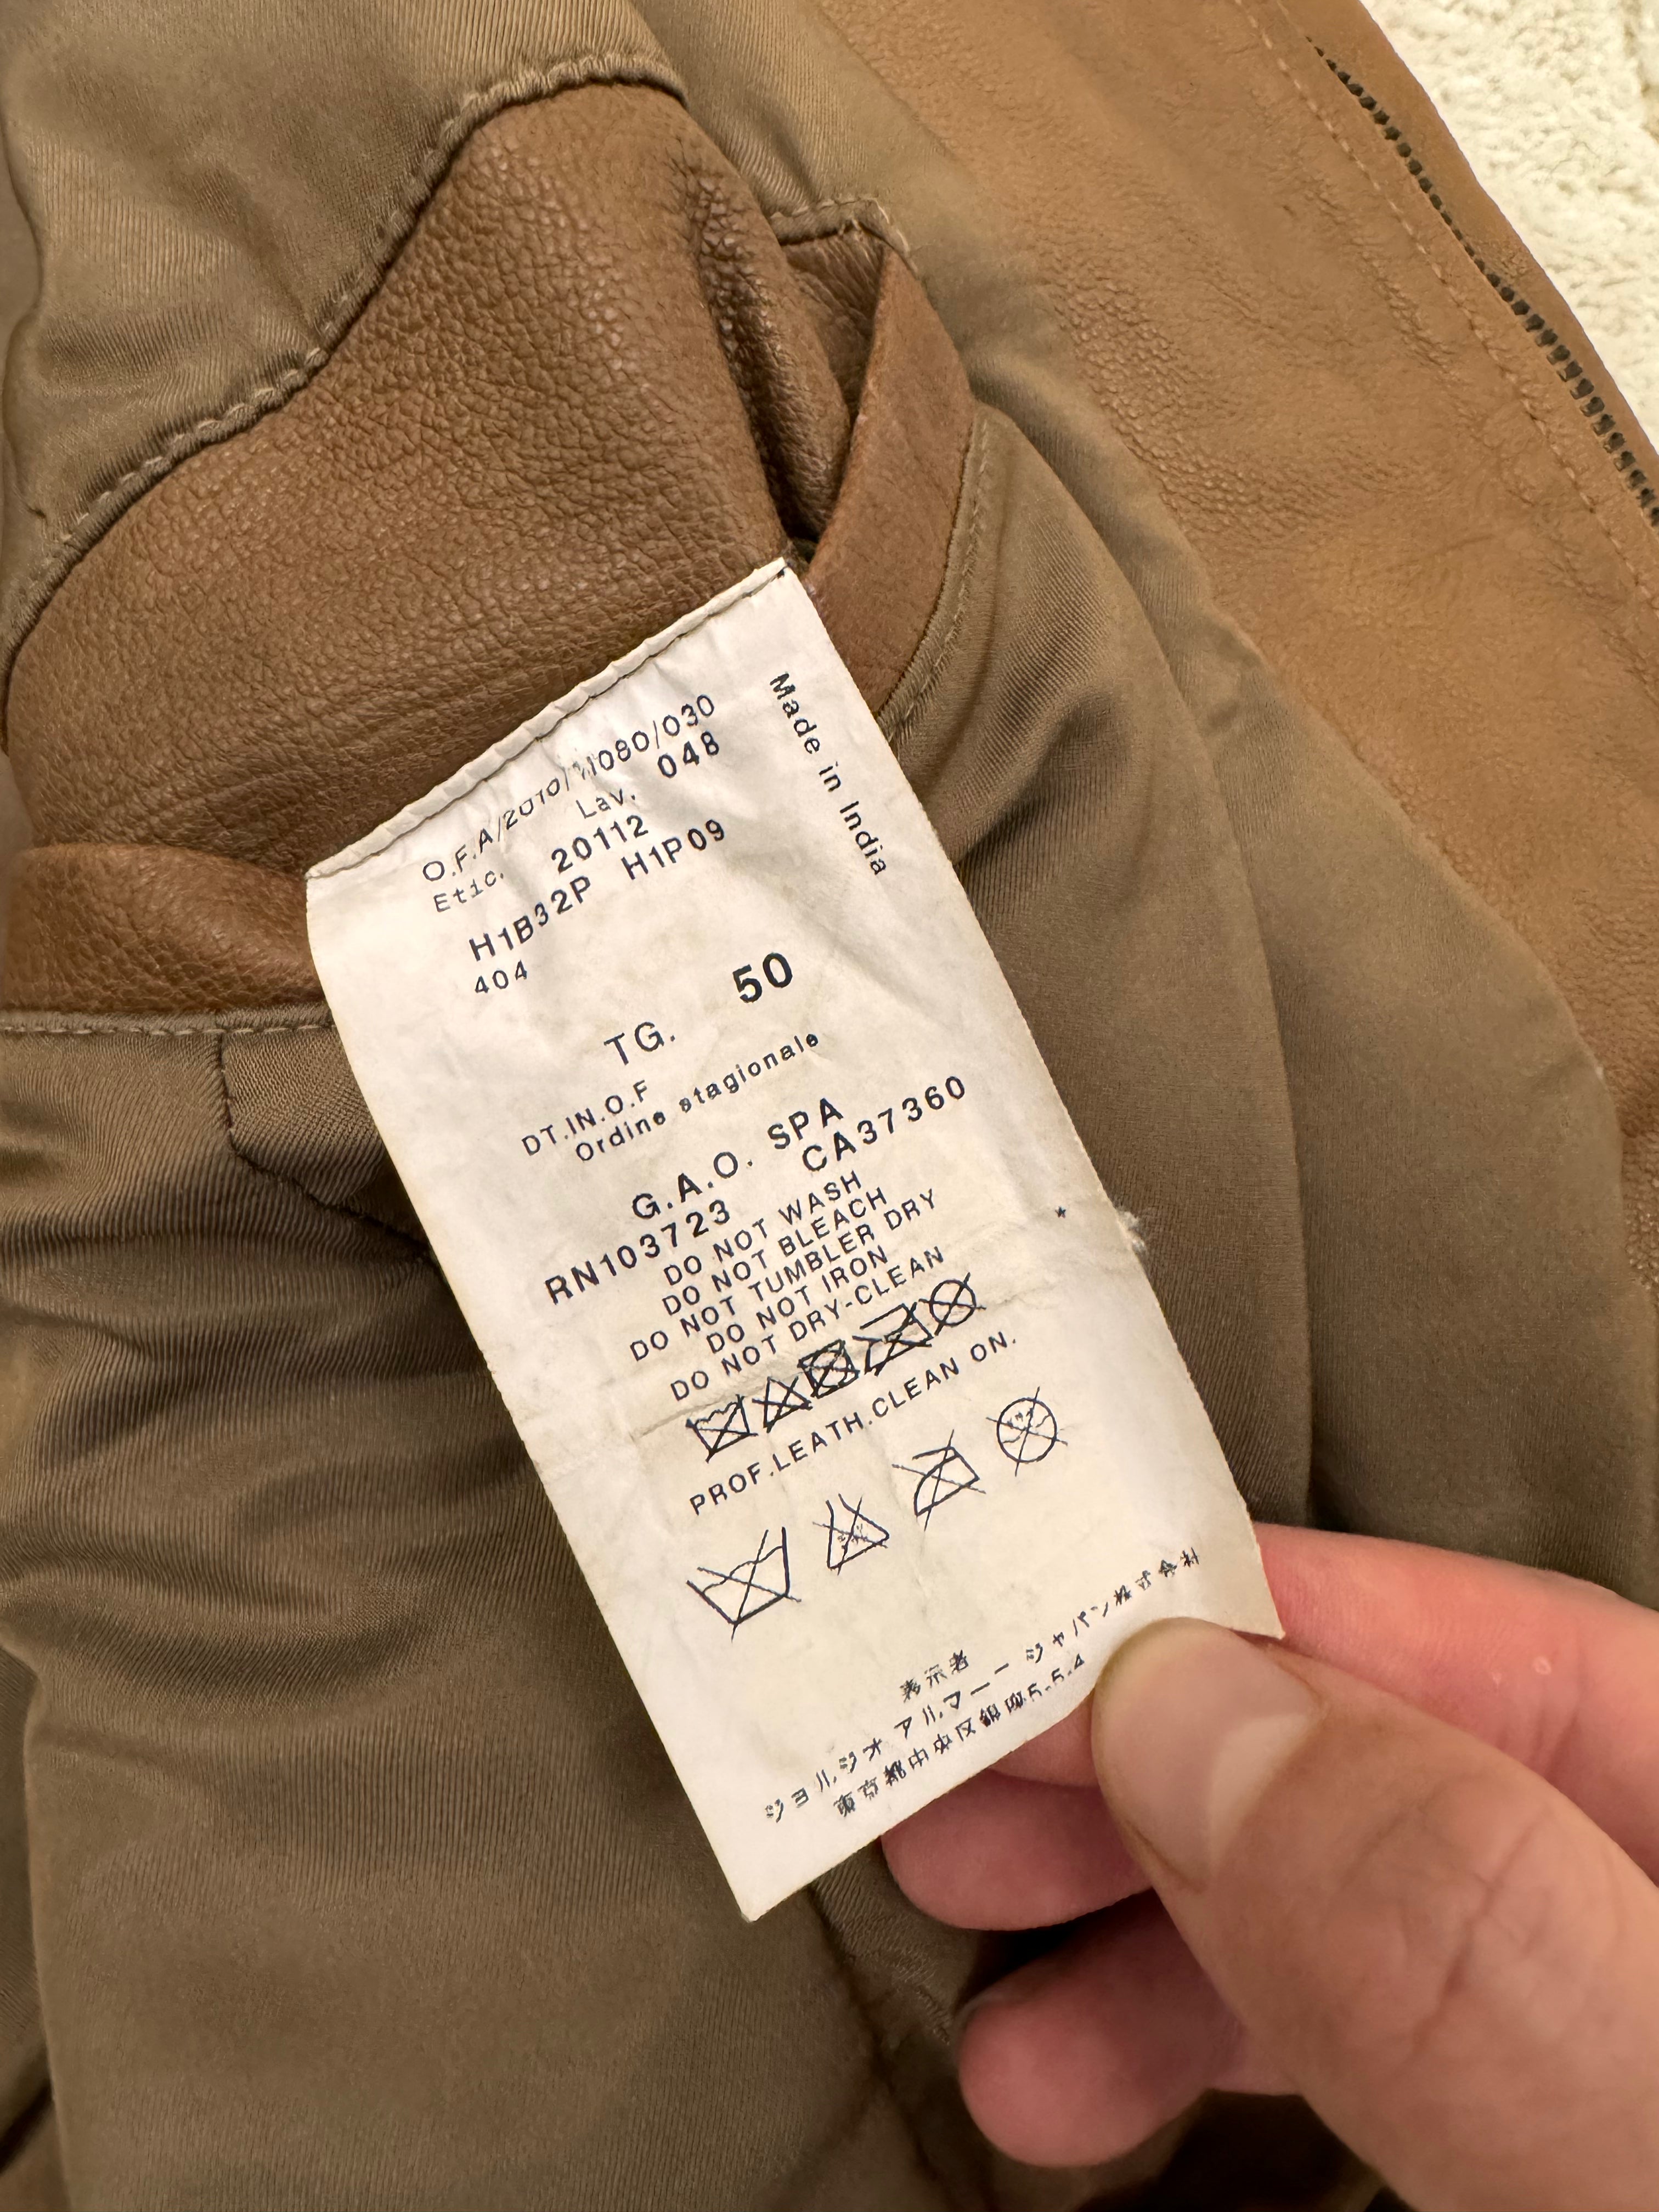 O.F.A/2010/11080/030
Lav. 048
Etic. 20112
H1B32P H1P09
404
TG. 50
DT.IN.O.F
Ordine stagionale
G.A.O. SPA
RN103723 CA37360
DO NOT WASH
DO NOT BLEACH
DO NOT TUMBLER DRY
DO NOT IRON
DO NOT DRY-CLEAN
PROF.LEATH.CLEAN ON.
表示者
ジョルジオ アルマーニ ジャパン株式会社
東京都中央区銀座5-5-4
Made in India